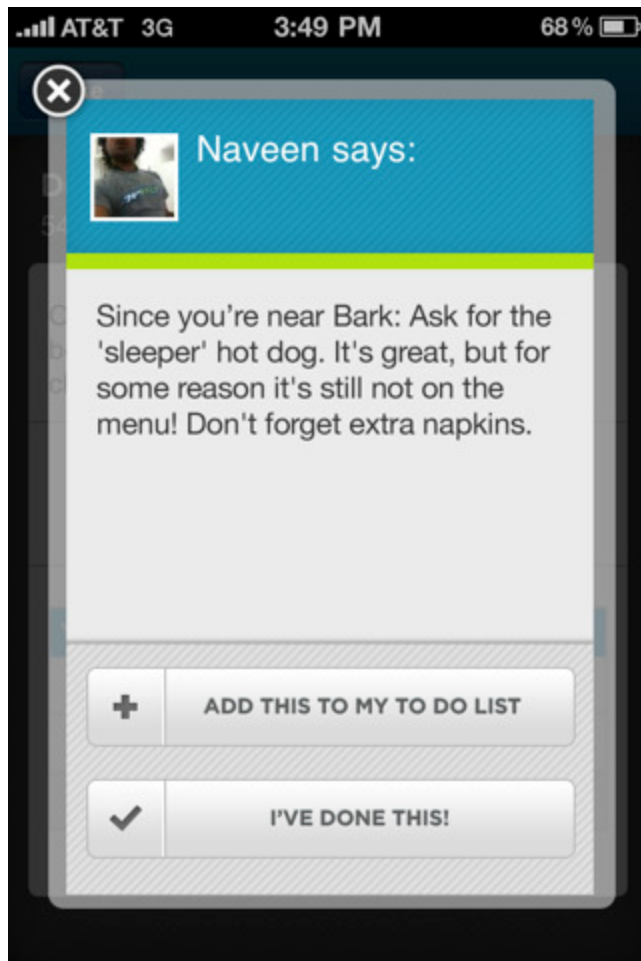 AT&T 3G 3:49 PM 68%
Naveen says:
Since you’re near Bark: Ask for the
'sleeper' hot dog. It's great, but for
some reason it's still not on the
menu! Don't forget extra napkins.
ADD THIS TO MY TO DO LIST
I’VE DONE THIS!